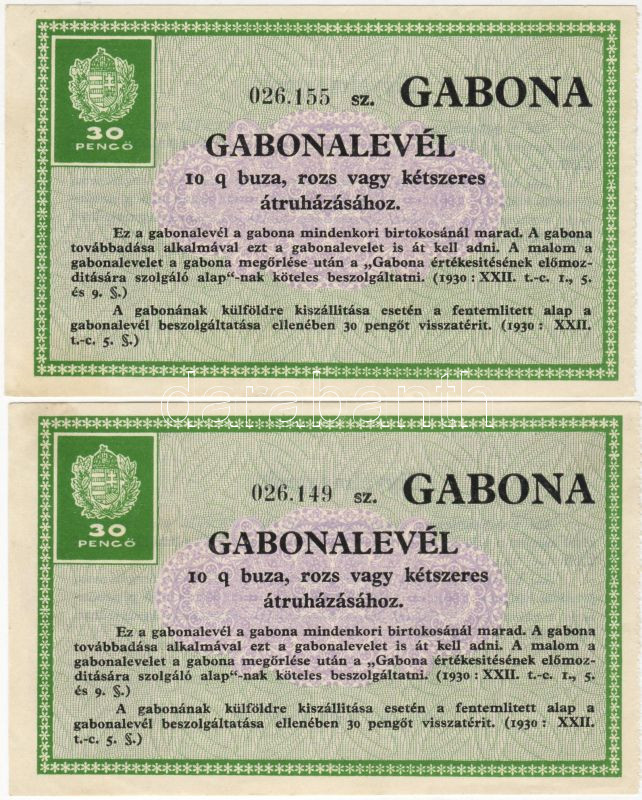 026.155 sz. GABONA
30
PENGŐ
GABONALEVÉL
10 q buza, rozs vagy kétszeres
átruházásához.
Ez a gabonalevél a gabona mindenkori birtokosánál marad. A gabona
továbbadása alkalmával ezt a gabonalevelet is át kell adni. A malom a
gabonalevelet a gabona megőrlése után a „Gabona értékesitésének előmoz-
ditására szolgáló alap“-nak köteles beszolgáltatni. (1930 : XXII. t.-c. 1., 5.
és 9. §.)
A gabonának külföldre kiszállitása esetén a fentemlitett alap a
gabonalevél beszolgáltatása ellenében 30 pengőt visszatérit. (1930 : XXII.
t.-c. 5. §.)
darabanth
026.149 sz. GABONA
30
PENGŐ
GABONALEVÉL
10 q buza, rozs vagy kétszeres
átruházásához.
Ez a gabonalevél a gabona mindenkori birtokosánál marad. A gabona
továbbadása alkalmával ezt a gabonalevelet is át kell adni. A malom a
gabonalevelet a gabona megőrlése után a „Gabona értékesitésének előmoz-
ditására szolgáló alap“-nak köteles beszolgáltatni. (1930 : XXII. t.-c. 1., 5.
és 9. §.)
A gabonának külföldre kiszállitása esetén a fentemlitett alap a
gabonalevél beszolgáltatása ellenében 30 pengőt visszatérit. (1930 : XXII.
t.-c. 5. §.)